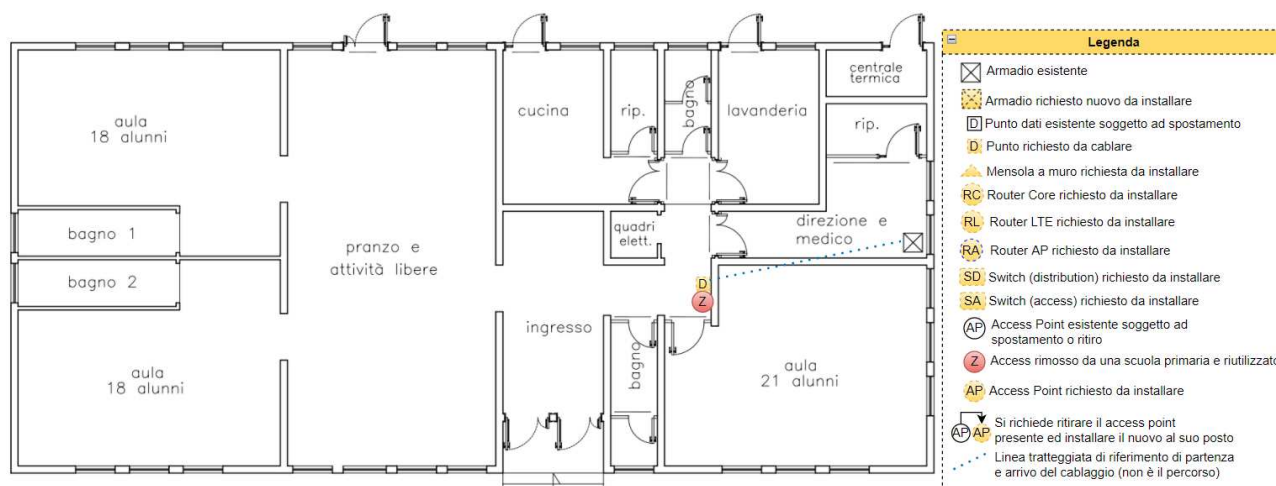 aula
18 alunni
bagno 1
bagno 2
aula
18 alunni
pranzo e
attività libere
cucina
rip.
bagno
lavanderia
centrale
termica
rip.
quadri
elett.
direzione e
medico
D
Z
ingresso
bagno
aula
21 alunni
Legenda
Armadio esistente
Armadio richiesto nuovo da installare
D Punto dati esistente soggetto ad spostamento
D Punto richiesto da cablare
Mensola a muro richiesta da installare
RC Router Core richiesto da installare
RL Router LTE richiesto da installare
RA Router AP richiesto da installare
SD Switch (distribution) richiesto da installare
SA Switch (access) richiesto da installare
AP Access Point esistente soggetto ad
spostamento o ritiro
Z Access rimosso da una scuola primaria e riutilizzato
AP Access Point richiesto da installare
Si richiede ritirare il access point
AP AP presente ed installare il nuovo al suo posto
Linea tratteggiata di riferimento di partenza
e arrivo del cablaggio (non è il percorso)